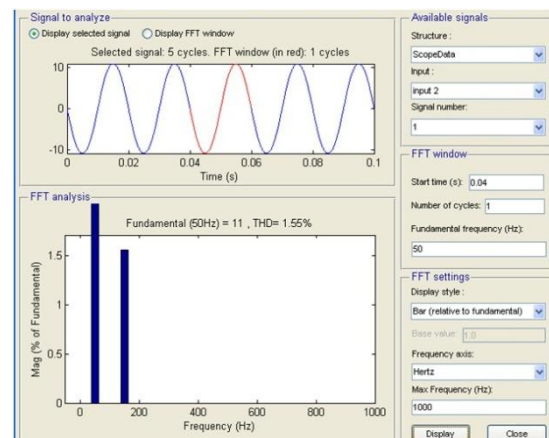 Signal to analyze
Display selected signal Display FFT window
Selected signal: 5 cycles. FFT window (in red): 1 cycles
10
0
-10
0 0.02 0.04 0.06 0.08 0.1
Time (s)
FFT analysis
Fundamental (50Hz) = 11 , THD= 1.55%
Mag (% of Fundamental)
1.5
1
0.5
0
0 200 400 600 800 1000
Frequency (Hz)
Available signals
Structure :
ScopeData
Input :
input 2
Signal number:
1
FFT window
Start time (s): 0.04
Number of cycles: 1
Fundamental frequency (Hz):
50
FFT settings
Display style :
Bar (relative to fundamental)
Base value: 1.0
Frequency axis:
Hertz
Max Frequency (Hz):
1000
Display Close